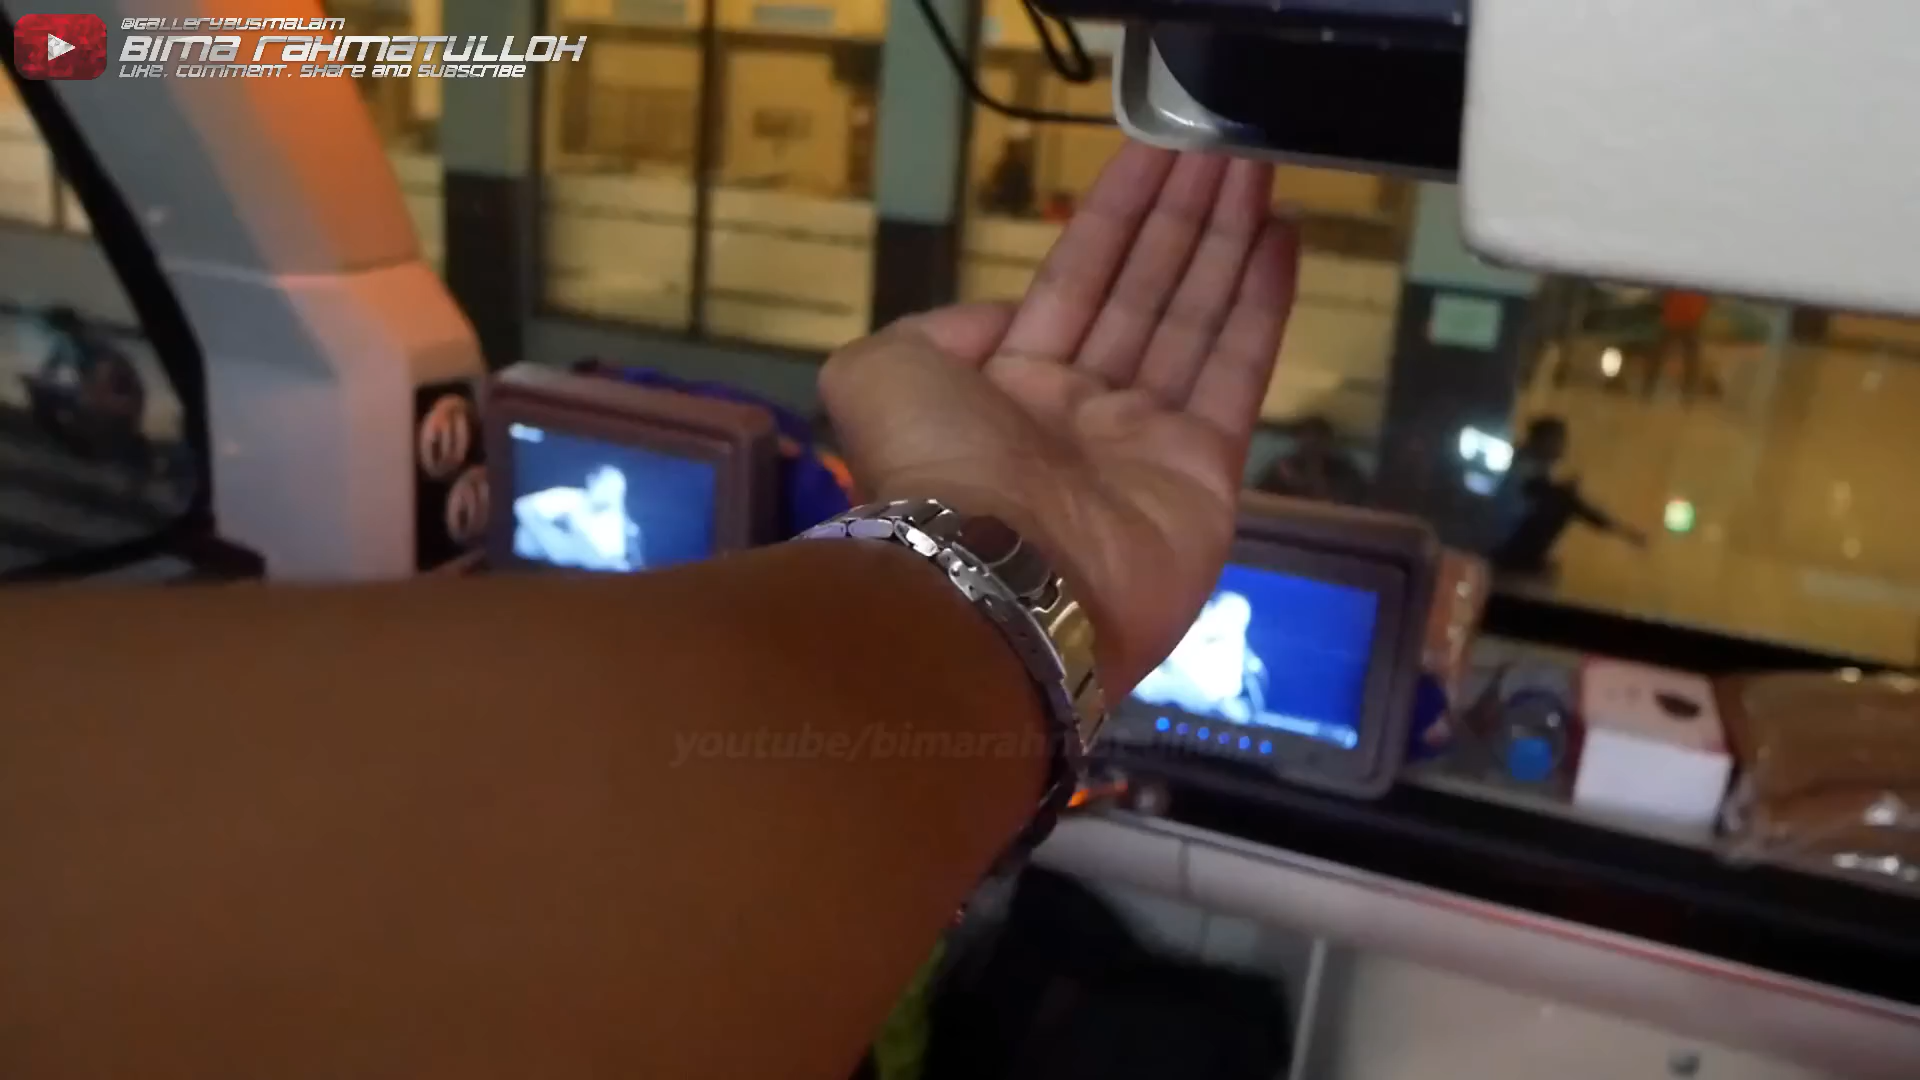 @GALLERYBUSMALAM
BIMA RAHMATULLOH
LIKE, COMMENT, SHARE AND SUBSCRIBE